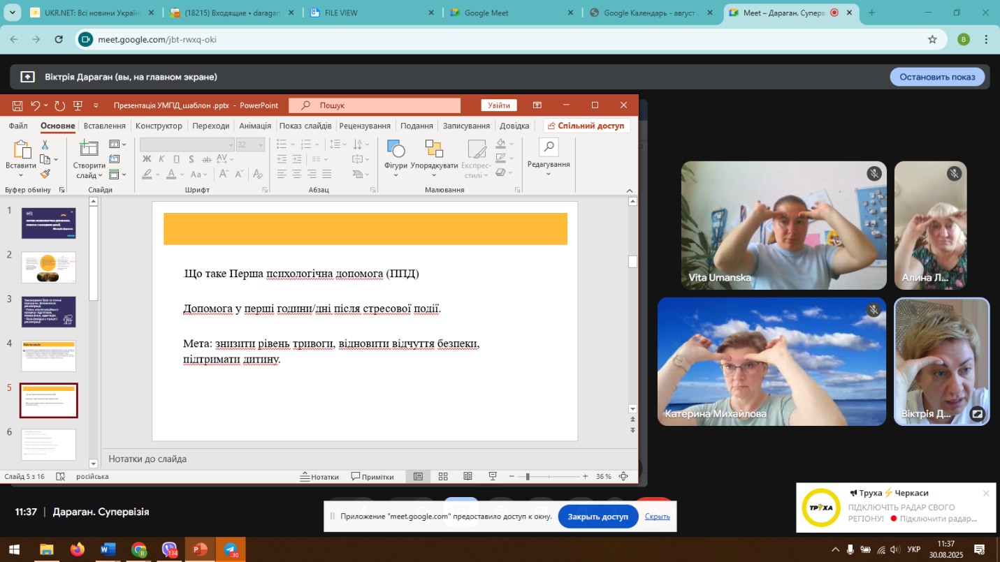 UKR.NET: Всі новини Україн
(18215) Входящие • daragan
FILE VIEW
Google Meet
Google Календарь - август 2
Meet – Дараган. Суперв
meet.google.com/jbt-rwxq-oki
B
Віктрія Дараган (вы, на главном экране)
Остановить показ
Презентація УМПД_шаблон .pptx - PowerPoint
Пошук
Увійти
Файл Основне Вставлення Конструктор Переходи Анімація Показ слайдів Рецензування Подання Записування Довідка Спільний доступ
Вставити
Створити слайд
32
Ж К П S ab AV
Aa
Фігури Упорядкувати Експрес-стилі
Редагування
Буфер обміну Слайди Шрифт Абзац Малювання
1
2
3
4
5
6
.Що таке Перша психологічна допомога (ППД)
Допомога у перші години/дні після стресової події.
Мета: знизити рівень тривоги, відновити відчуття безпеки,
підтримати дитину.
Нотатки до слайда
Слайд 5 з 16 російська Нотатки Примітки 36 %
Vita Umanska
Алина Л...
Катерина Михайлова
Віктрія Д...
11:37 | Дараган. Супервізія
Приложение "meet.google.com" предоставило доступ к окну. Закрыть доступ Скрыть
ТРУХА
Труха⚡Черкаси
ПІДКЛЮЧІТЬ РАДАР СВОГО
РЕГІОНУ! Підключити радар...
134
.30
УКР
11:37
30.08.2025